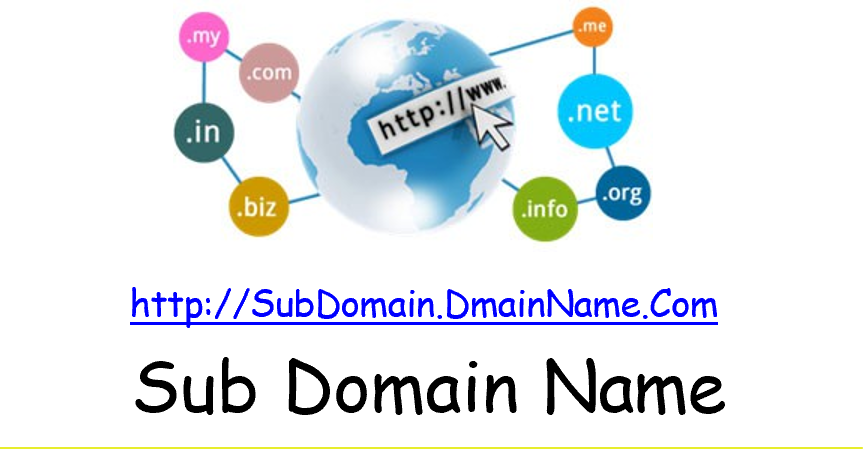 .my
.me
.com
http://www.
.net
.in
.org
.biz
.info
http://SubDomain.DmainName.Com
Sub Domain Name